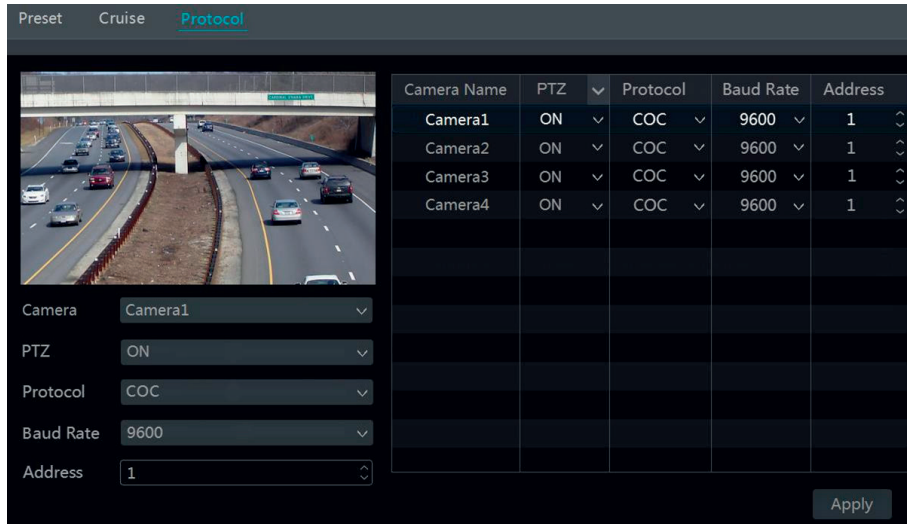 Preset Cruise Protocol
Camera Name PTZ Protocol Baud Rate Address
Camera1 ON COC 9600 1
Camera2 ON COC 9600 1
Camera3 ON COC 9600 1
Camera4 ON COC 9600 1
Camera Camera1
PTZ ON
Protocol COC
Baud Rate 9600
Address 1
Apply